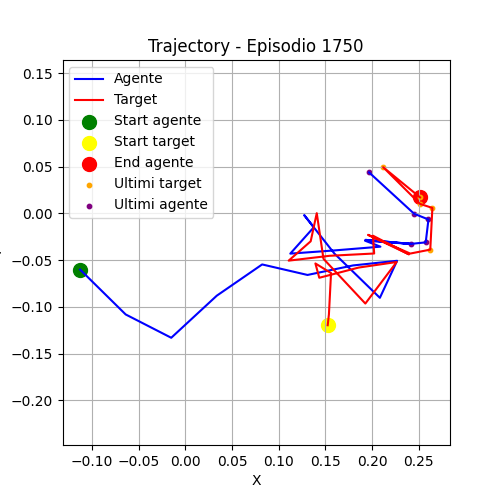 Trajectory - Episodio 1750
Agente
Target
Start agente
Start target
End agente
Ultimi target
Ultimi agente
0.15
0.10
0.05
0.00
−0.05
−0.10
−0.15
−0.20
−0.10
−0.05
0.00
0.05
0.10
0.15
0.20
0.25
X